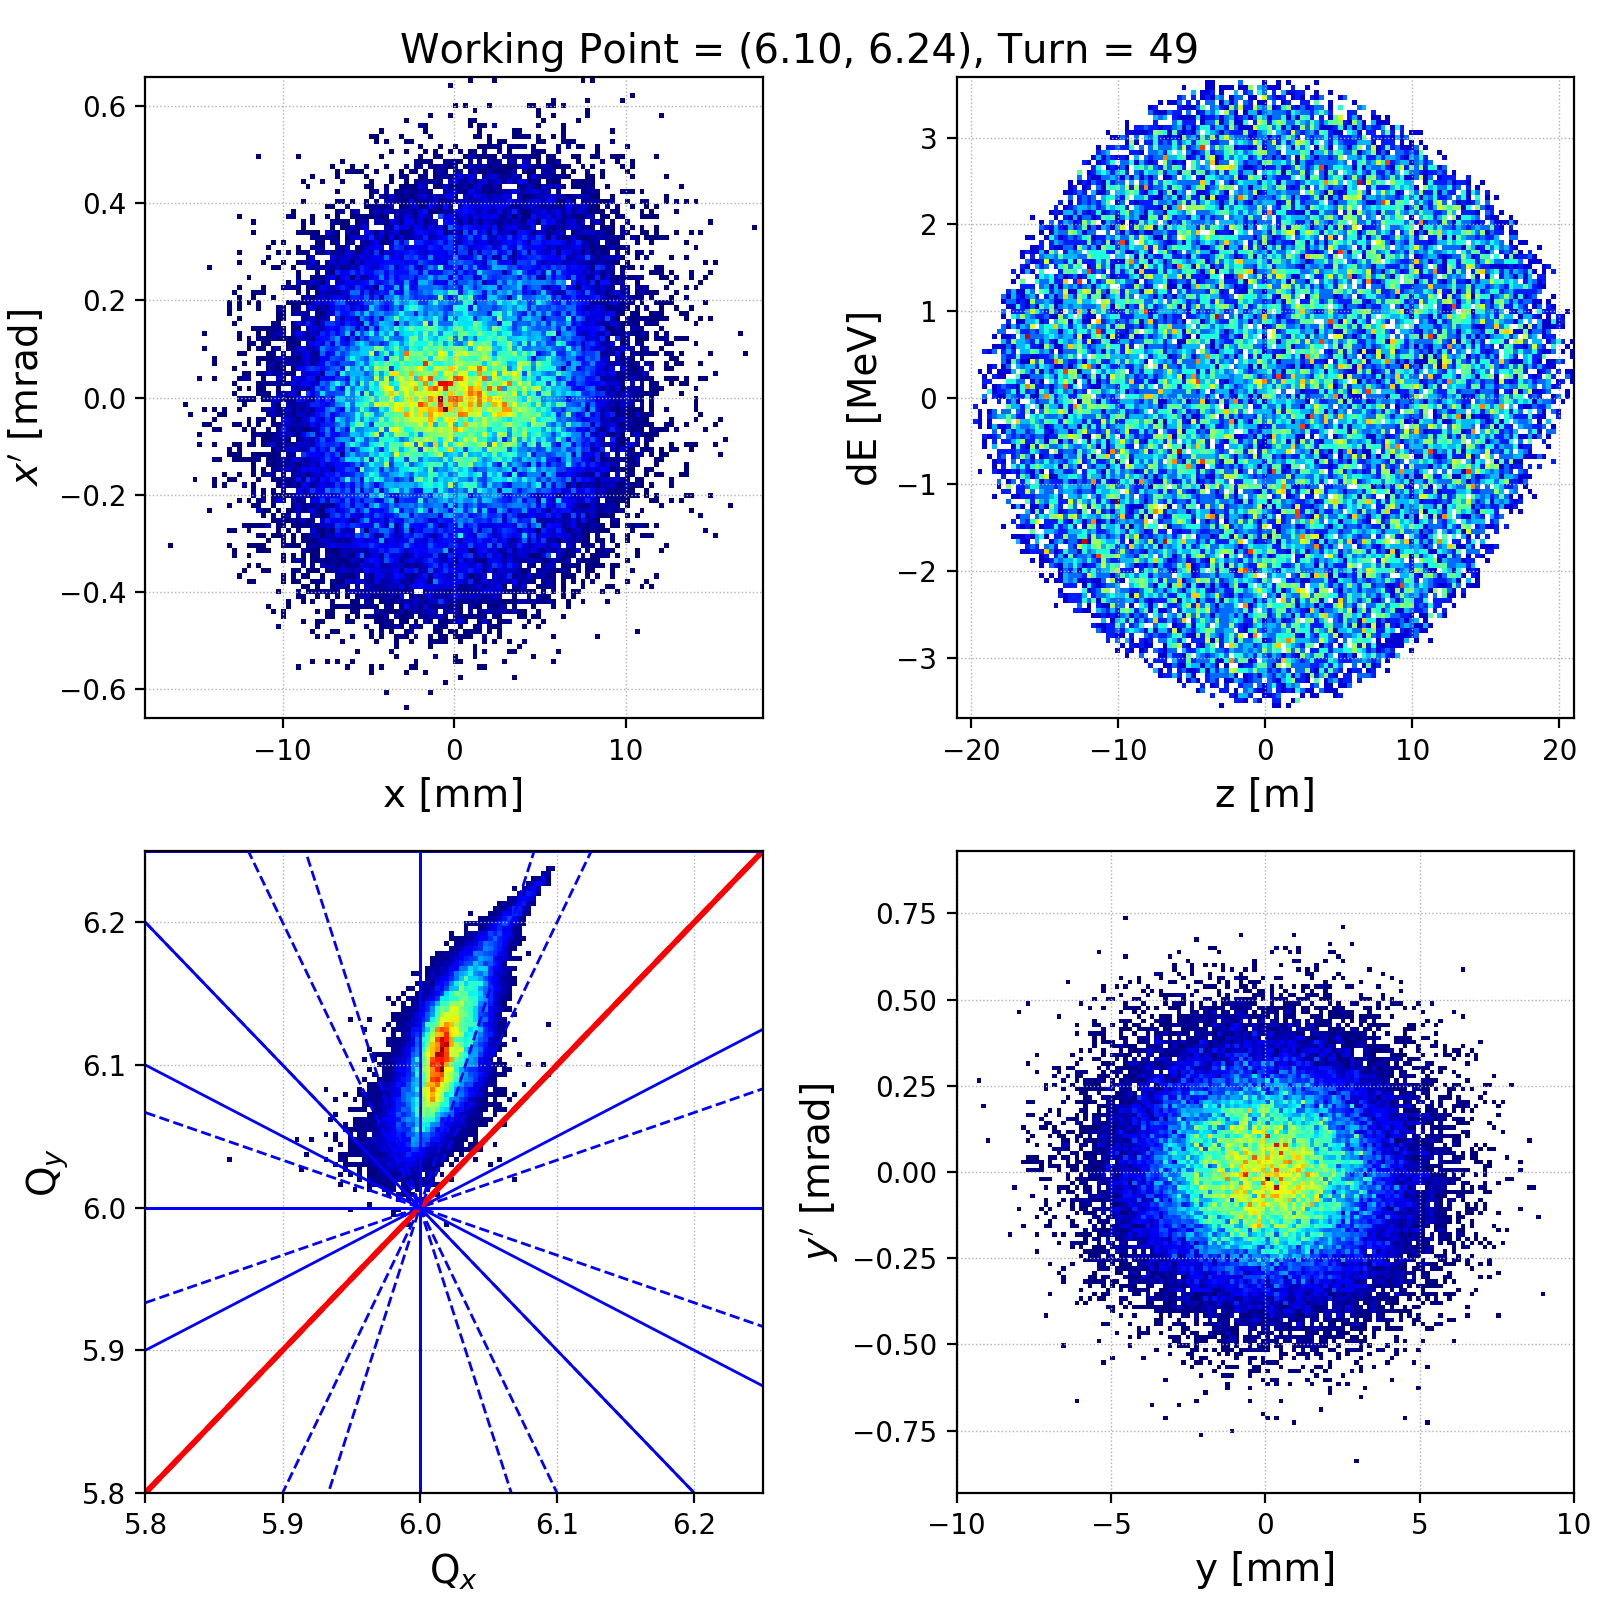 Working Point = (6.10, 6.24), Turn = 49
0.6
0.4
0.2
0.0
−0.2
−0.4
−0.6
x′ [mrad]
−10 0 10
x [mm]
3
2
1
0
−1
−2
−3
dE [MeV]
−20 −10 0 10 20
z [m]
6.2
6.1
6.0
5.9
5.8
Qy
5.8 5.9 6.0 6.1 6.2
Qx
0.75
0.50
0.25
0.00
−0.25
−0.50
−0.75
y′ [mrad]
−10 −5 0 5 10
y [mm]